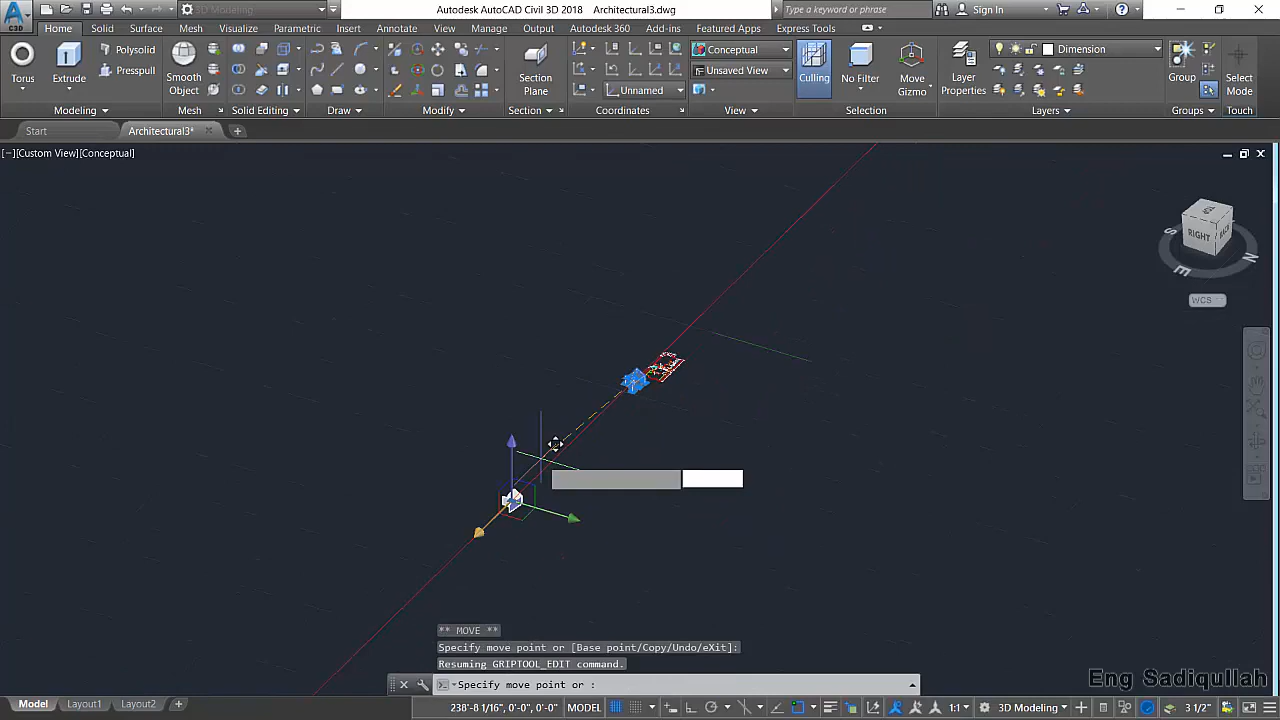 3D Modeling
Autodesk AutoCAD Civil 3D 2018 Architectural3.dwg
Type a keyword or phrase
Sign In
C3D
Home Solid Surface Mesh Visualize Parametric Insert Annotate View Manage Output Autodesk 360 Add-ins Featured Apps Express Tools
Torus
Extrude
Polysolid
Presspull
Smooth Object
Section Plane
Unnamed
Conceptual
Unsaved View
Culling
No Filter
Move Gizmo
Layer Properties
Dimension
Group
Select Mode
Modeling Mesh Solid Editing Draw Modify Section Coordinates View Selection Layers Groups Touch
Start Architectural3*
[−][Custom View][Conceptual]
TOP
RIGHT
BACK
S
E
N
WCS
** MOVE **
Specify move point or [Base point/Copy/Undo/eXit]:
Resuming GRIPTOOL_EDIT command.
Specify move point or :
Eng Sadiqullah
Model Layout1 Layout2
238'-8 1/16", 0'-0", 0'-0" MODEL
1:1
3D Modeling
3 1/2"